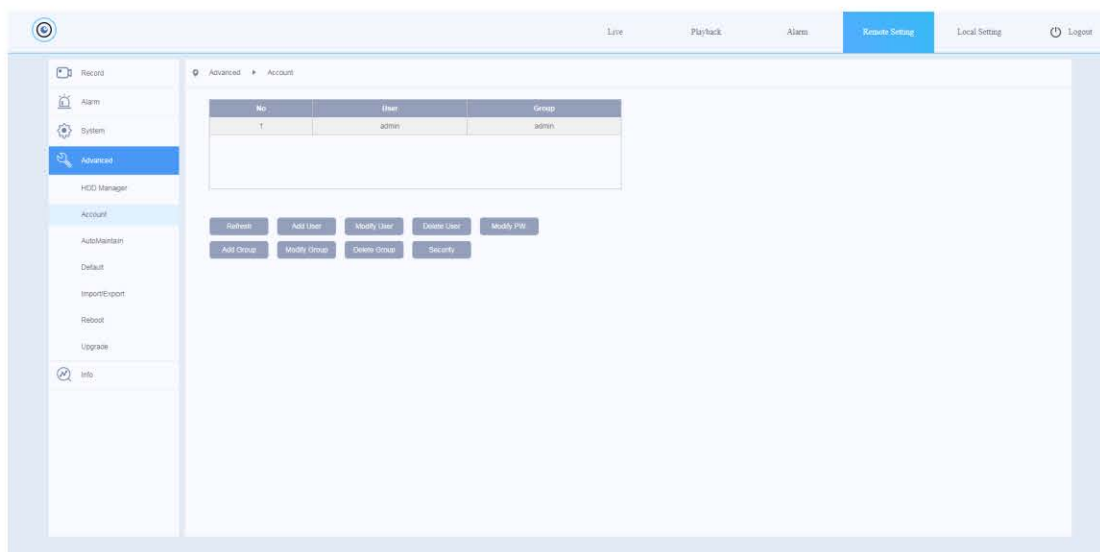 Live Playback Alarm Remote Setting Local Setting Logout
Record
Alarm
System
Advanced
HDD Manager
Account
AutoMaintain
Default
Import/Export
Reboot
Upgrade
Info
Advanced Account
No User Group
1 admin admin
Refresh Add User Modify User Delete User Modify PW
Add Group Modify Group Delete Group Security